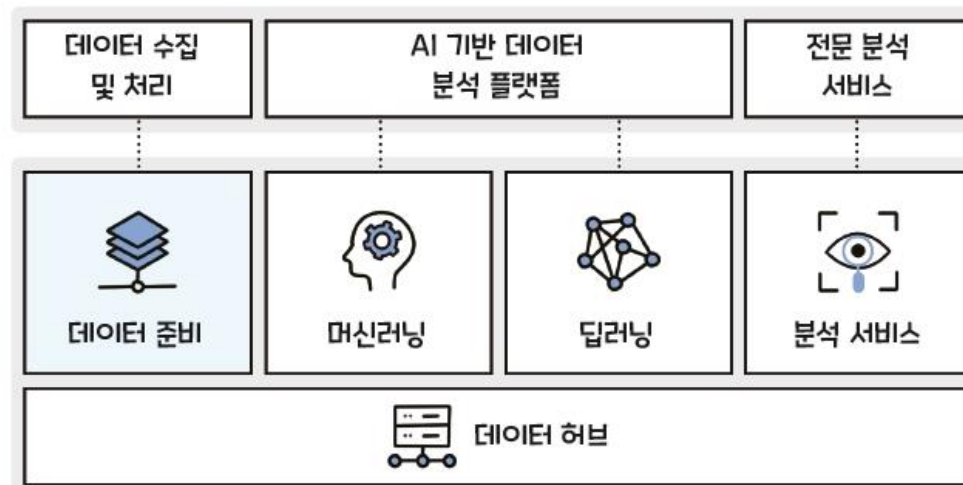 데이터 수집
및 처리
AI 기반 데이터
분석 플랫폼
전문 분석
서비스
데이터 준비
머신러닝
딥러닝
분석 서비스
데이터 허브